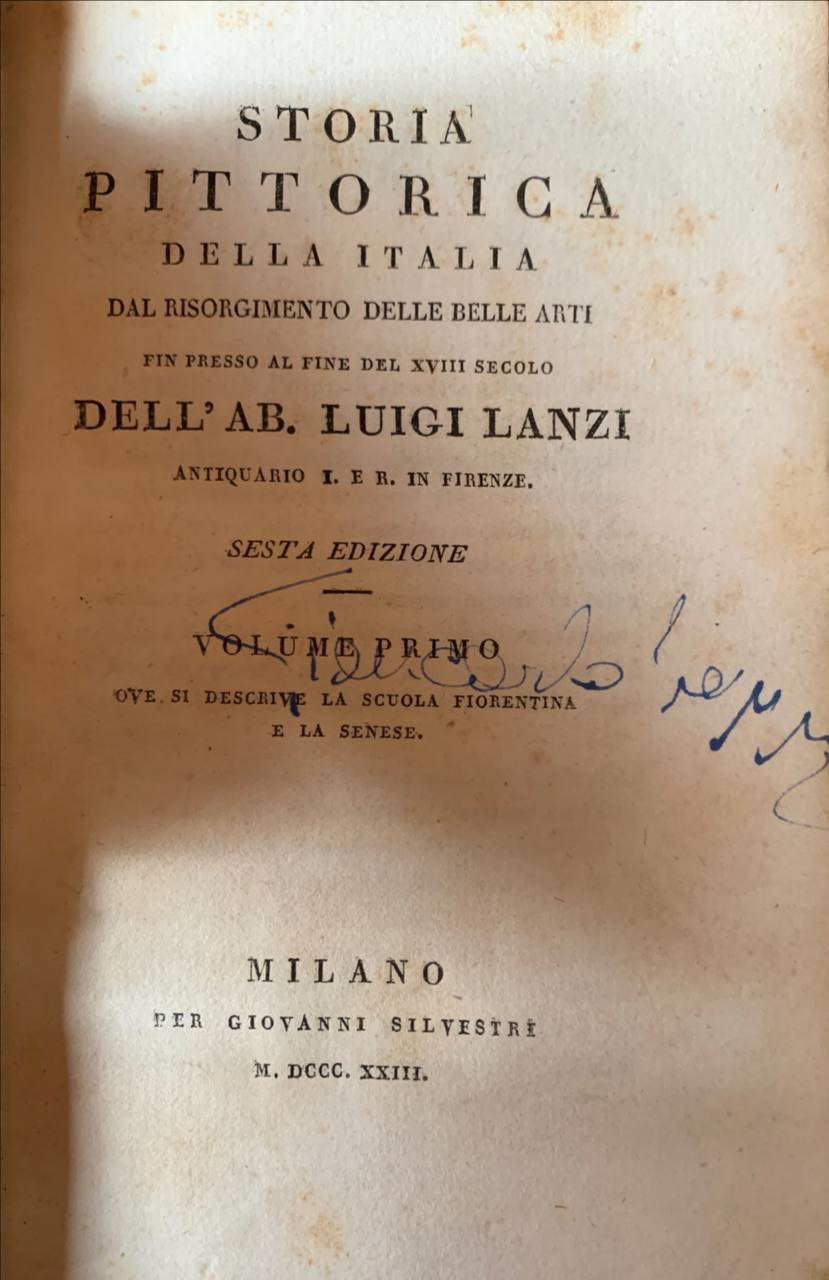 STORIA
PITTORICA
DELLA ITALIA
DAL RISORGIMENTO DELLE BELLE ARTI
FIN PRESSO AL FINE DEL XVIII SECOLO
DELL' AB. LUIGI LANZI
ANTIQUARIO I. E R. IN FIRENZE.
SESTA EDIZIONE
VOLUME PRIMO
OVE SI DESCRIVE LA SCUOLA FIORENTINA
E LA SENESE.
MILANO
PER GIOVANNI SILVESTRI
M. DCCC. XXIII.